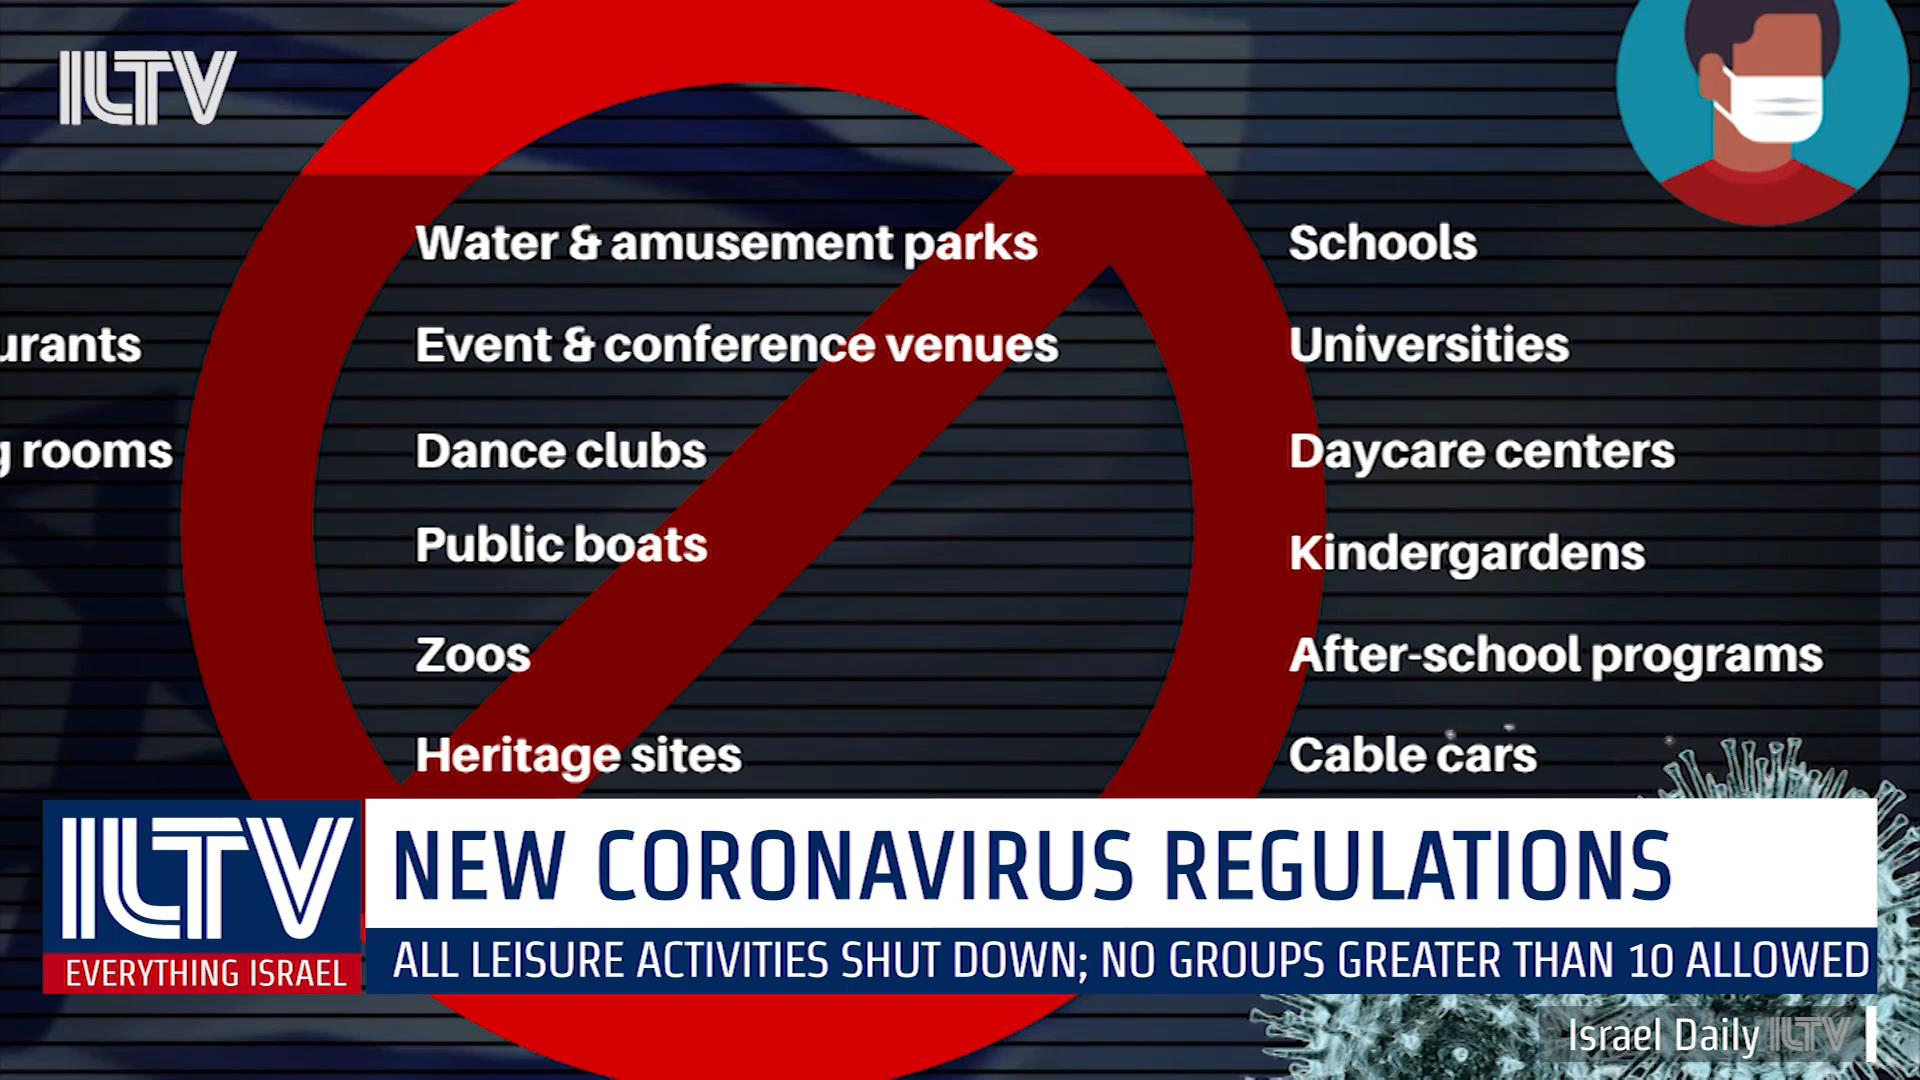 ILTV
Water & amusement parks
Schools
urants
Event & conference venues
Universities
g rooms
Dance clubs
Daycare centers
Public boats
Kindergardens
Zoos
After-school programs
Heritage sites
Cable cars
ILTV
EVERYTHING ISRAEL
NEW CORONAVIRUS REGULATIONS
ALL LEISURE ACTIVITIES SHUT DOWN; NO GROUPS GREATER THAN 10 ALLOWED
Israel Daily ILTV